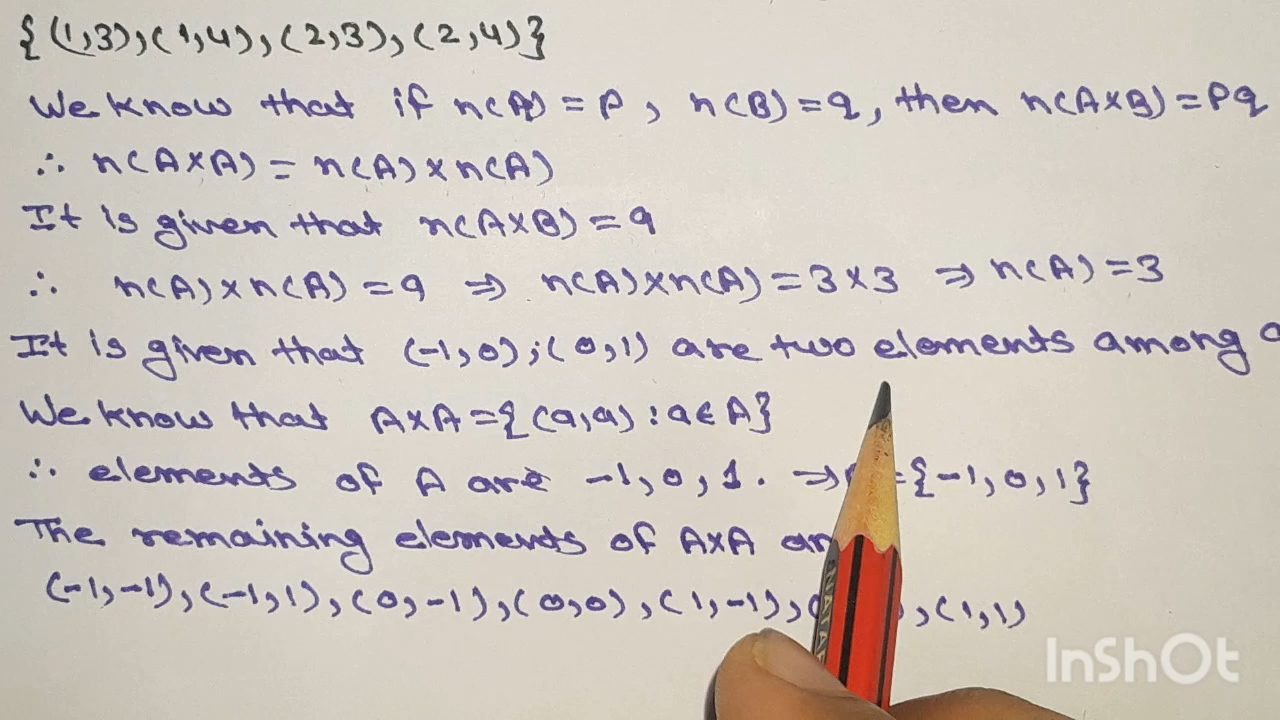 {(1,3),(1,4),(2,3),(2,4)}
We know that if n(A) = P, n(B) = q, then n(A×B) = Pq
∴ n(A×A) = n(A) × n(A)
It is given that n(A×B) = 9
∴ n(A) × n(A) = 9 ⇒ n(A)×n(A) = 3×3 ⇒ n(A) = 3
It is given that (-1,0); (0,1) are two elements among
We know that A×A = {(a,a) : a∈A}
∴ elements of A are -1, 0, 1. ⇒ = {-1, 0, 1}
The remaining elements of A×A
(-1,-1), (-1,1), (0,-1), (0,0), (1,-1), ), (1,1)
InShOt